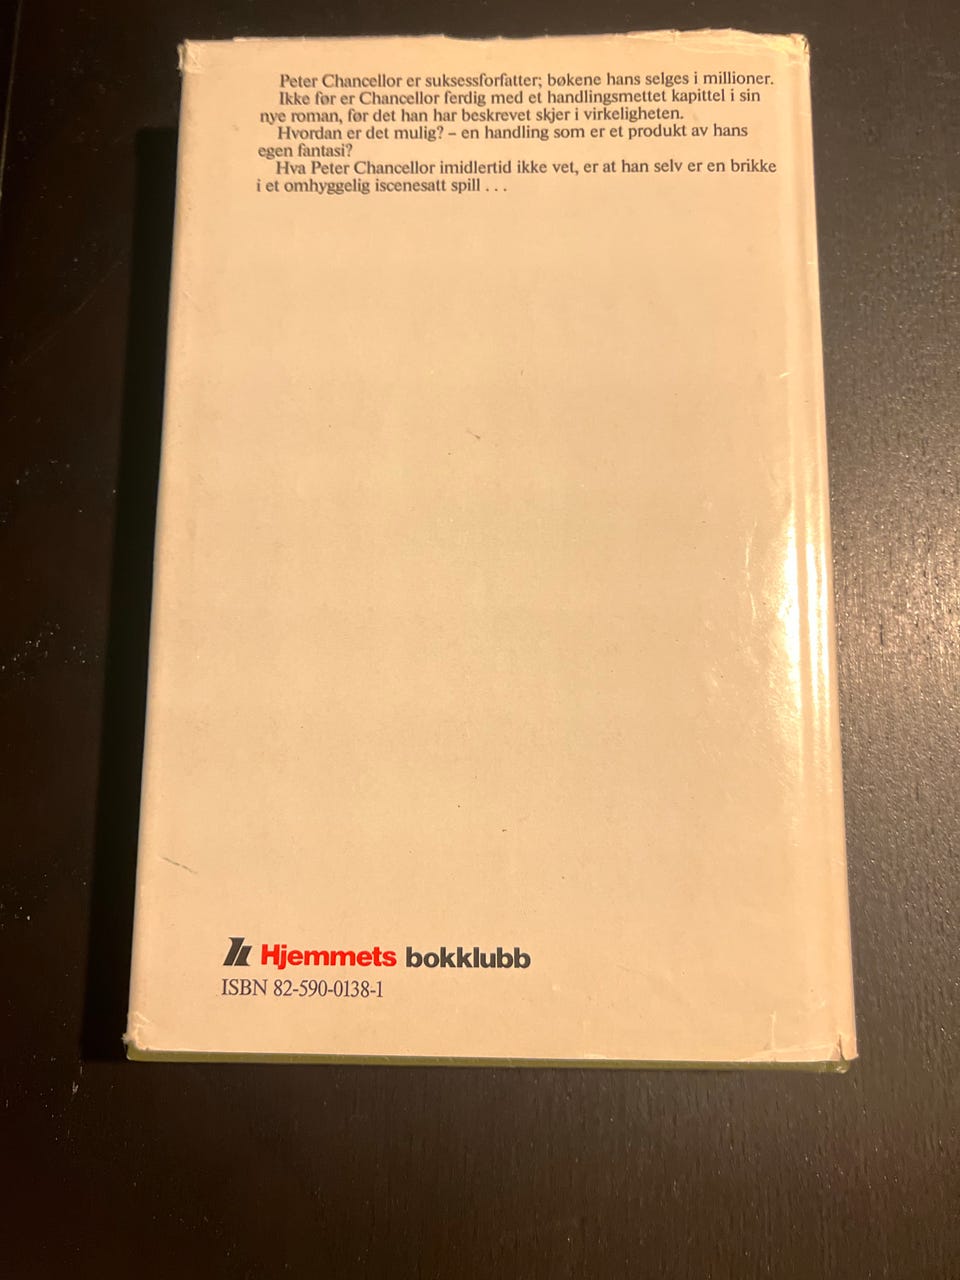 Peter Chancellor er suksessforfatter; bøkene hans selges i millioner.
Ikke før er Chancellor ferdig med et handlingsmettet kapittel i sin
nye roman, før det han har beskrevet skjer i virkeligheten.
Hvordan er det mulig? – en handling som er et produkt av hans
egen fantasi?
Hva Peter Chancellor imidlertid ikke vet, er at han selv er en brikke
i et omhyggelig iscenesatt spill . . .
Hjemmets bokklubb
ISBN 82-590-0138-1